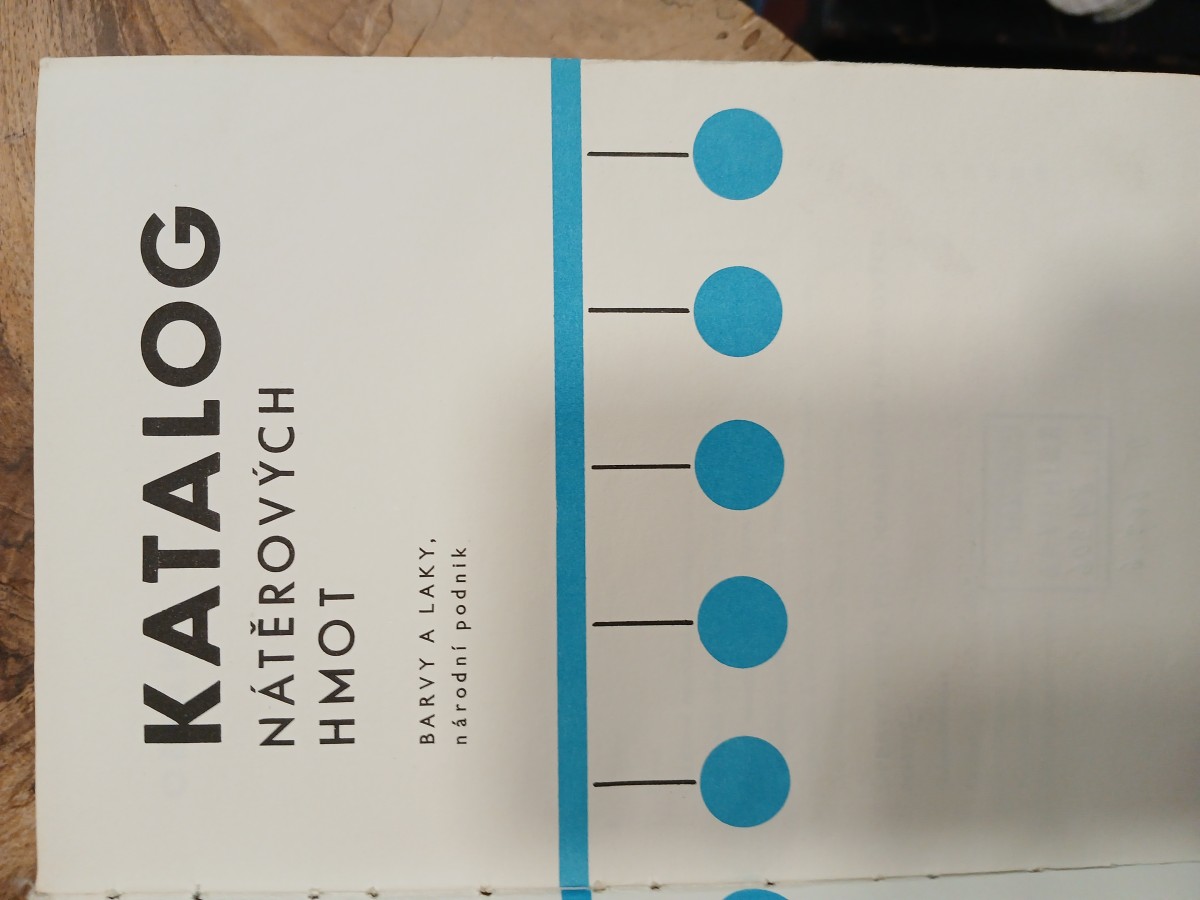 KATALOG
NÁTĚROVÝCH
HMOT
BARVY A LAKY,
národní podnik